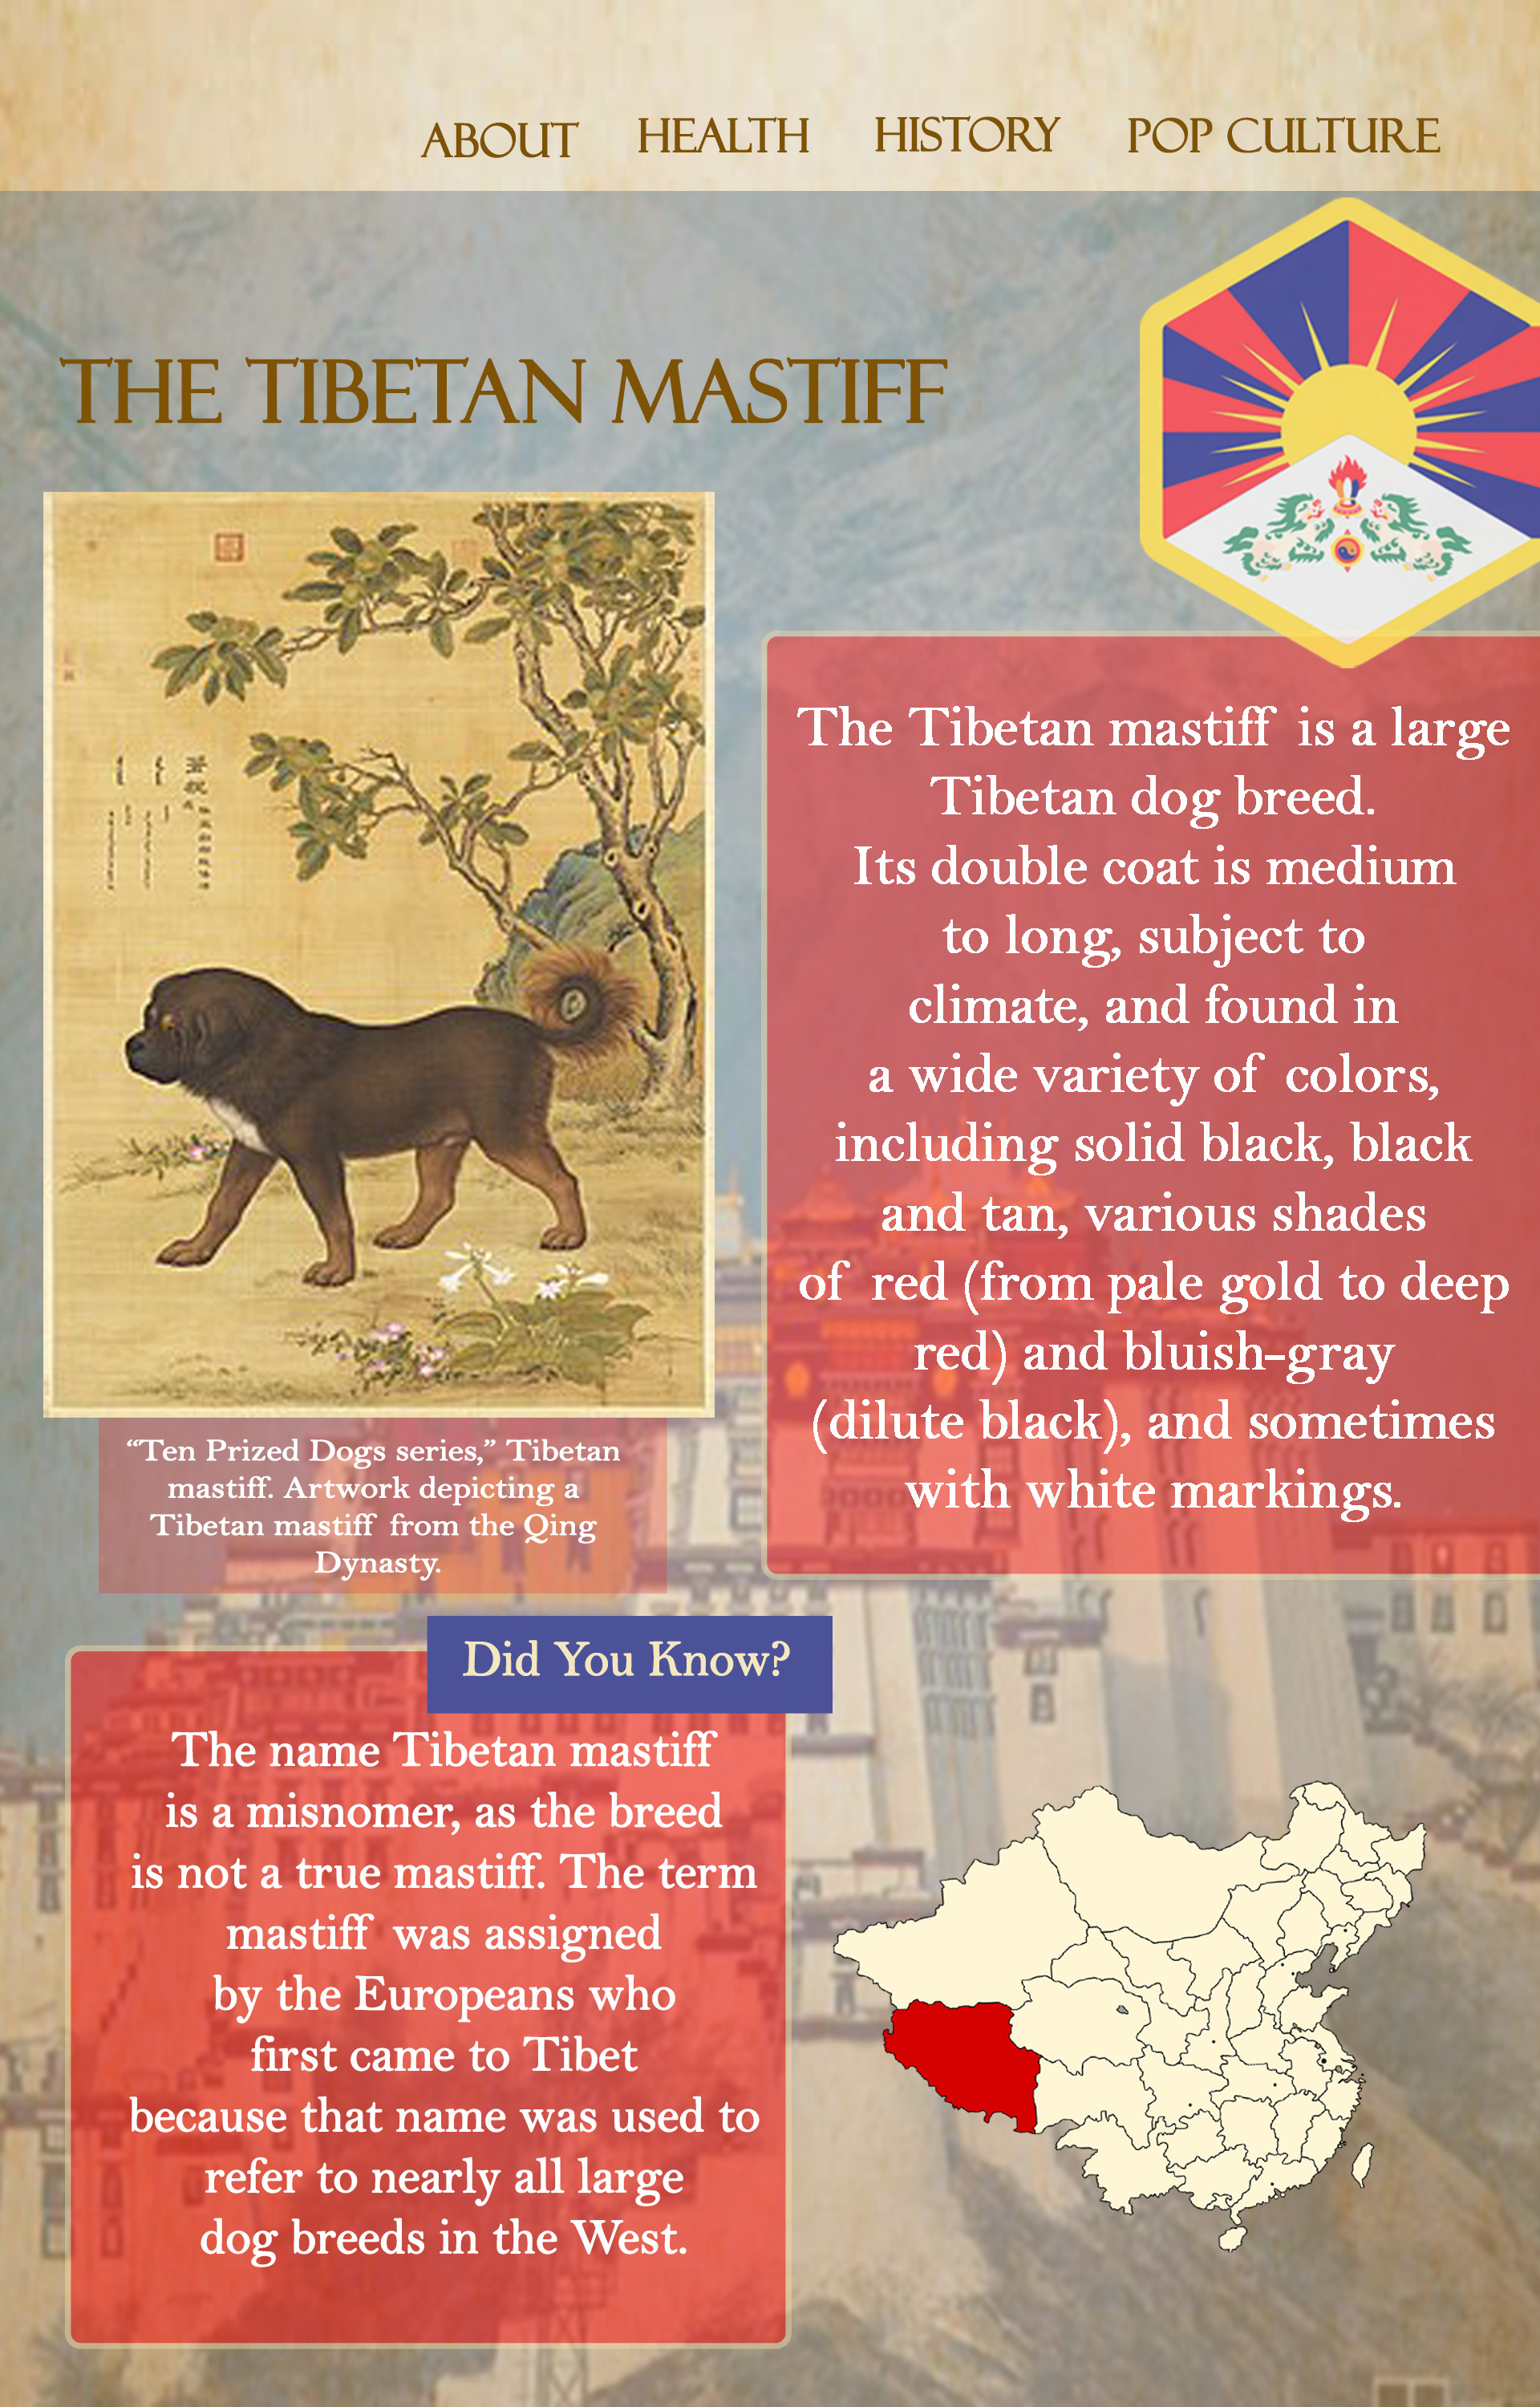 ABOUT HEALTH HISTORY POP CULTURE
THE TIBETAN MASTIFF
The Tibetan mastiff is a large
Tibetan dog breed.
Its double coat is medium
to long, subject to
climate, and found in
a wide variety of colors,
including solid black, black
and tan, various shades
of red (from pale gold to deep
red) and bluish-gray
(dilute black), and sometimes
with white markings.
“Ten Prized Dogs series,” Tibetan
mastiff. Artwork depicting a
Tibetan mastiff from the Qing
Dynasty.
Did You Know?
The name Tibetan mastiff
is a misnomer, as the breed
is not a true mastiff. The term
mastiff was assigned
by the Europeans who
first came to Tibet
because that name was used to
refer to nearly all large
dog breeds in the West.